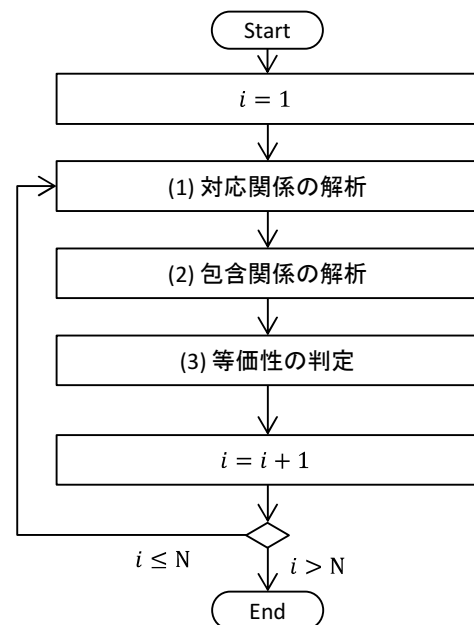 Start
i = 1
(1) 対応関係の解析
(2) 包含関係の解析
(3) 等価性の判定
i = i + 1
i ≤ N
i > N
End